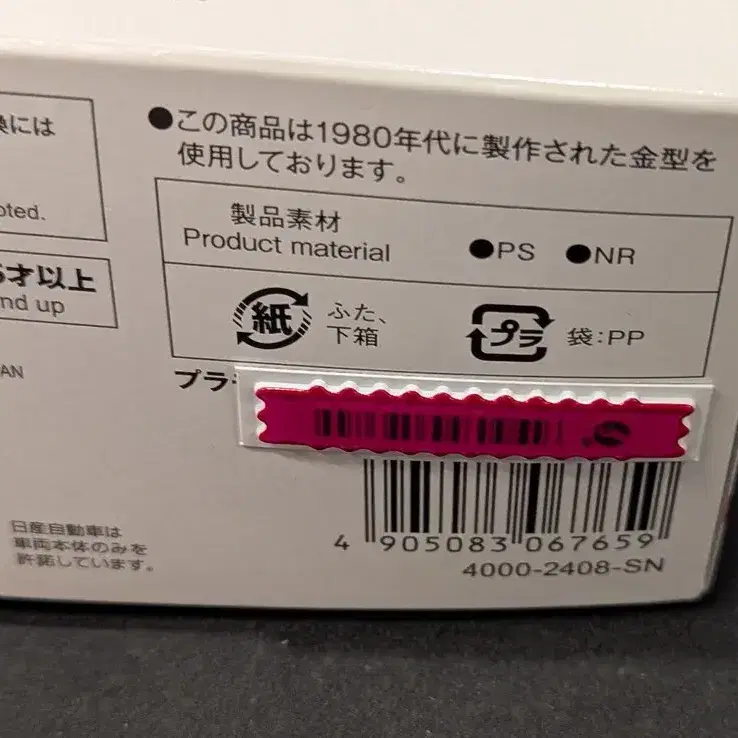 ●この商品は1980年代に製作された金型を
使用しております。
換には
oted.
才以上
nd up
AN
製品素材
Product material
●PS ●NR
紙
ふた、
下箱
プラ
袋:PP
プラ
日産自動車は
車両本体のみを
許諾しています。
4 905083 067659
4000-2408-SN